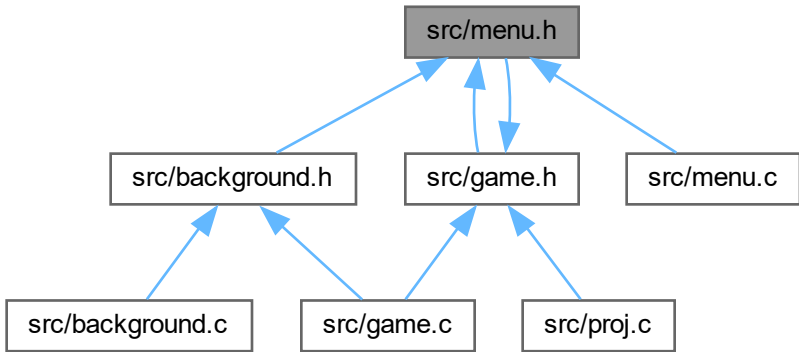 src/menu.h
src/background.h
src/game.h
src/menu.c
src/background.c
src/game.c
src/proj.c